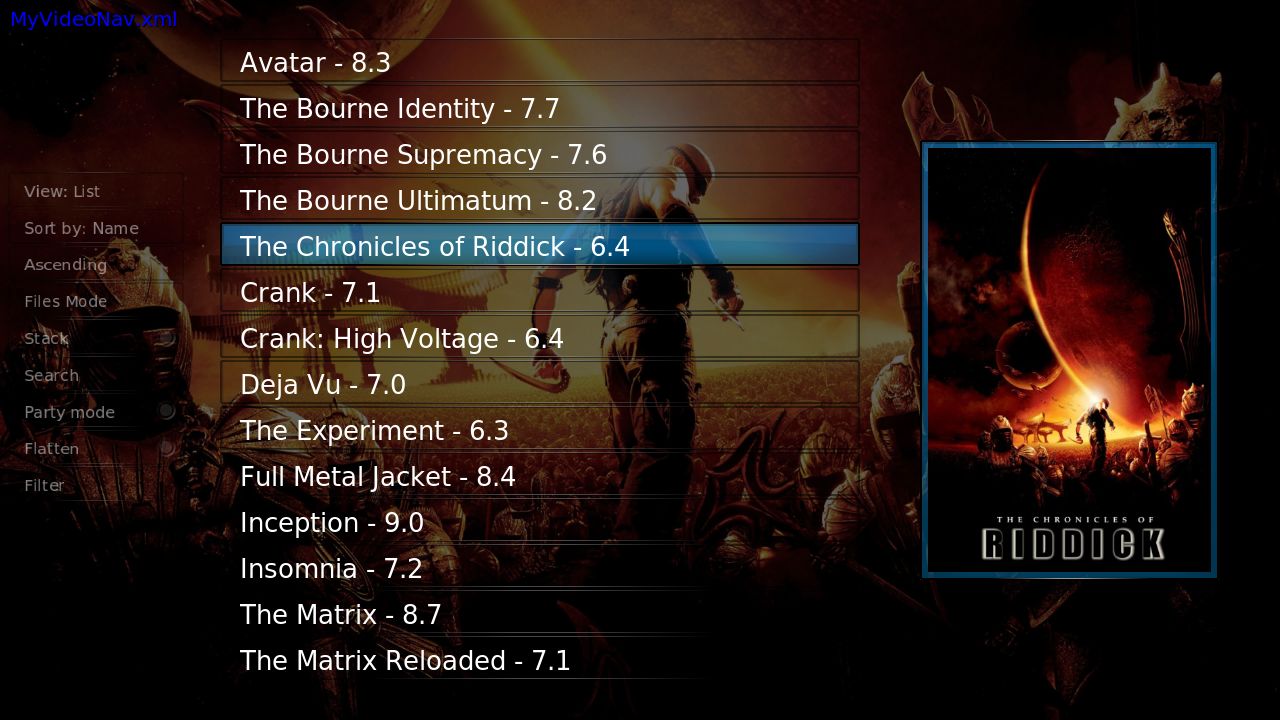 MyVideoNav.xml
View: List
Sort by: Name
Ascending
Files Mode
Stack
Search
Party mode
Flatten
Filter
Avatar - 8.3
The Bourne Identity - 7.7
The Bourne Supremacy - 7.6
The Bourne Ultimatum - 8.2
The Chronicles of Riddick - 6.4
Crank - 7.1
Crank: High Voltage - 6.4
Deja Vu - 7.0
The Experiment - 6.3
Full Metal Jacket - 8.4
Inception - 9.0
Insomnia - 7.2
The Matrix - 8.7
The Matrix Reloaded - 7.1
THE CHRONICLES OF
RIDDICK